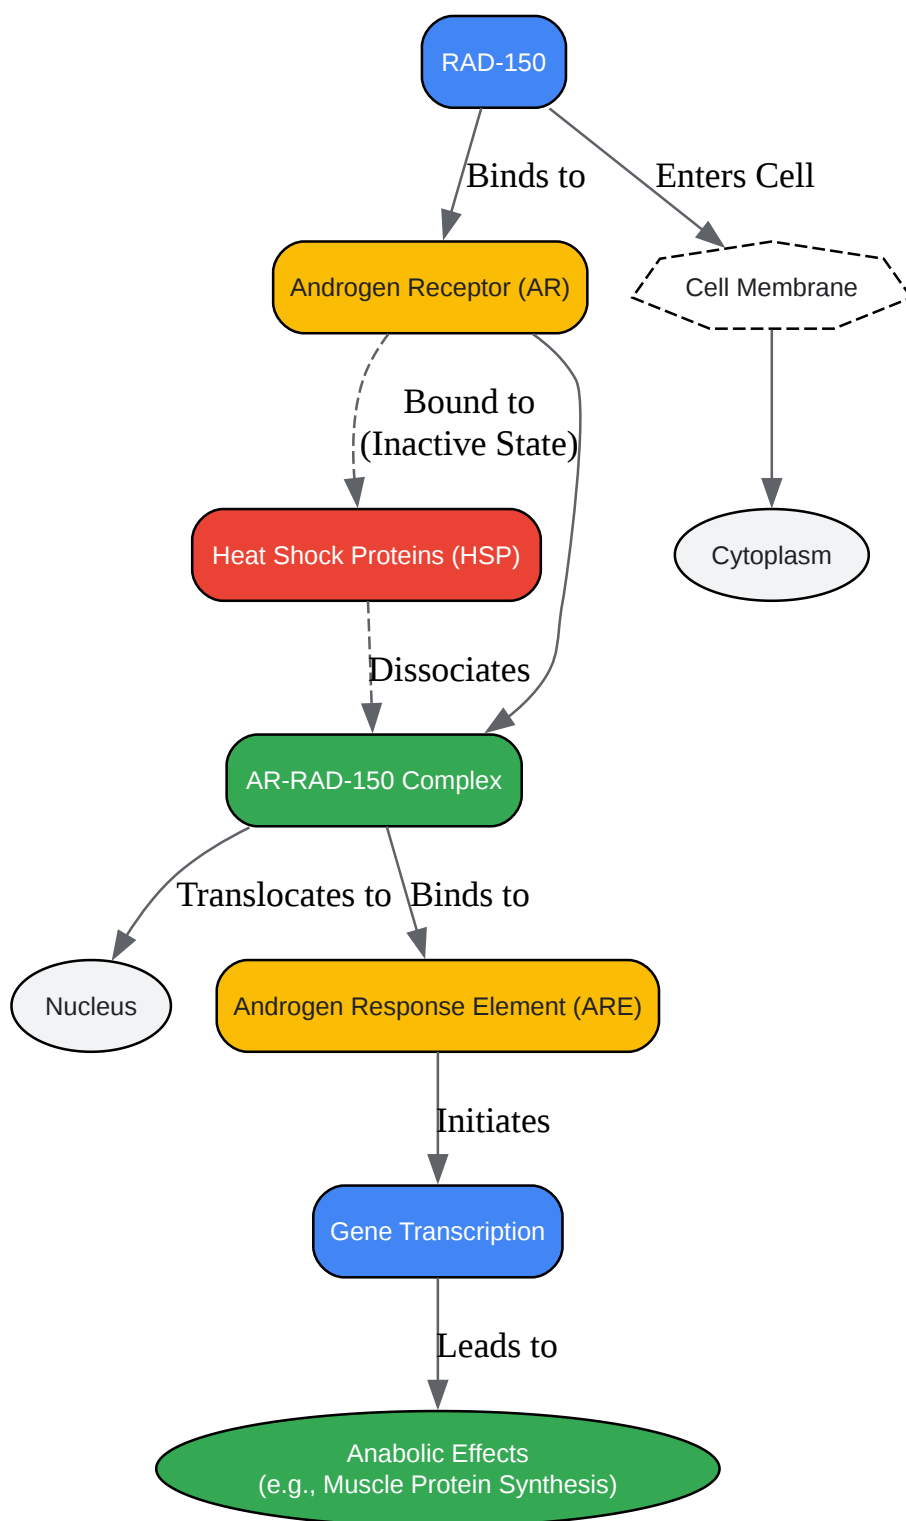 RAD-150
Binds to
Enters Cell
Androgen Receptor (AR)
Cell Membrane
Bound to
(Inactive State)
Heat Shock Proteins (HSP)
Cytoplasm
Dissociates
AR-RAD-150 Complex
Translocates to
Binds to
Nucleus
Androgen Response Element (ARE)
Initiates
Gene Transcription
Leads to
Anabolic Effects
(e.g., Muscle Protein Synthesis)